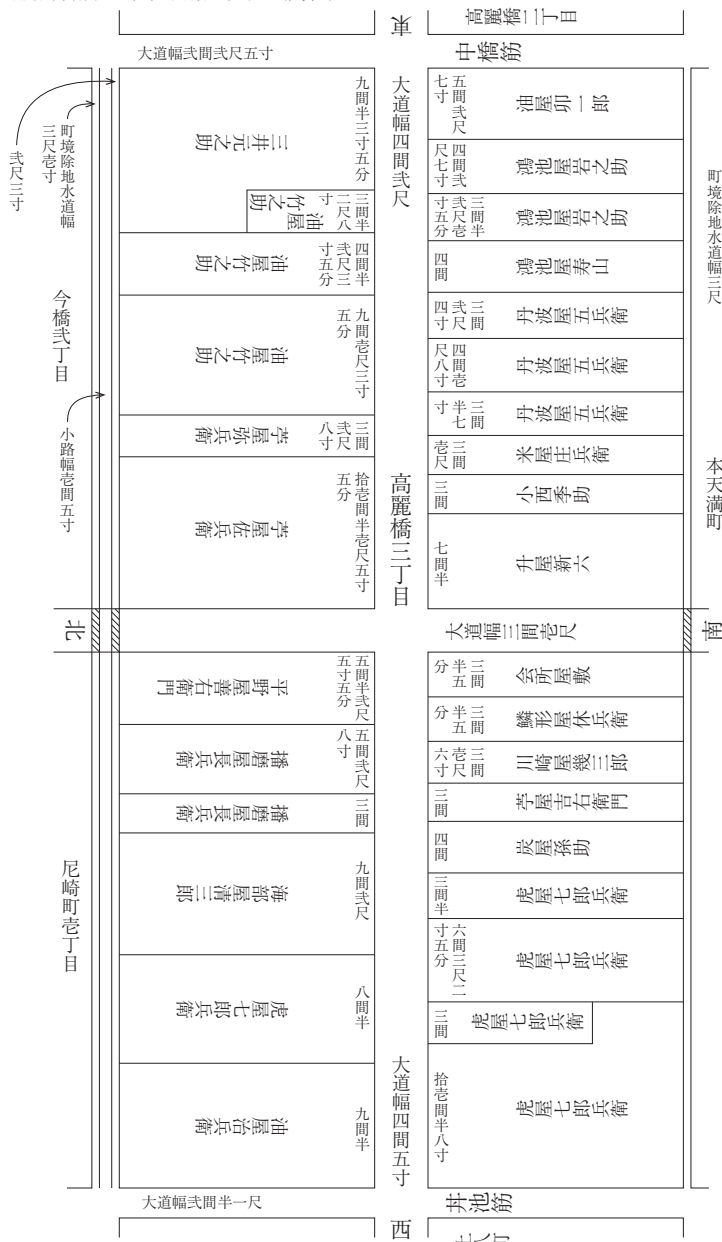 高麗橋二丁目
東
中橋筋
大道幅弐間弐尺五寸
大道幅四間弐尺
町境除地水道幅三尺
本天満町
南
油屋卯一郎
五間弐尺
七寸
鴻池屋岩之助
四間弐
尺七寸
鴻池屋岩之助
三間半
弐尺壱
寸五分
鴻池屋寿山
四間
丹波屋五兵衛
三間
弐尺
四寸
丹波屋五兵衛
四間壱
尺八寸
丹波屋五兵衛
三間
半七
寸
米屋庄兵衛
三間
壱尺
小西季助
三間
升屋新六
七間半
高麗橋三丁目
大道幅三間壱尺
会所屋敷
三間
半五
分
鱗形屋休兵衛
三間
半五
分
川崎屋幾三郎
三間
壱尺
六寸
苧屋吉右衛門
三間
炭屋孫助
四間
虎屋七郎兵衛
三間半
虎屋七郎兵衛
六間三尺二
寸五分
虎屋七郎兵衛
三間
虎屋七郎兵衛
拾壱間半八寸
大道幅四間五寸
井池筋
西
三井元之助
九間半三寸五分
油屋
竹之助
三間半
二尺八
寸
油屋竹之助
四間半
弐尺三
寸五分
油屋竹之助
九間壱尺三寸
五分
苧屋弥兵衛
三間
弐尺
八寸
苧屋佐兵衛
拾壱間半壱尺五寸
五分
北
平野屋善右衛門
五間半弐尺
五寸五分
播磨屋長兵衛
五間弐尺
八寸
播磨屋長兵衛
三間
海部屋清三郎
九間弐尺
虎屋七郎兵衛
八間半
油屋治兵衛
九間半
大道幅弐間半一尺
町境除地水道幅
三尺壱寸
弐尺三寸
今橋弐丁目
小路幅壱間五寸
尼崎町壱丁目